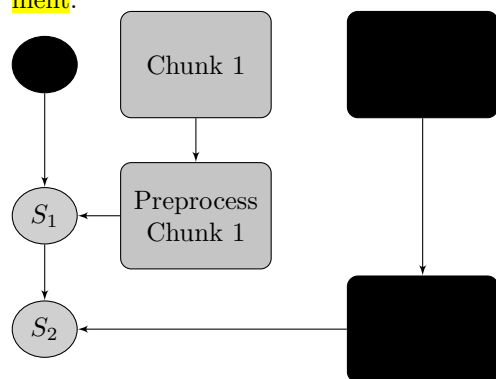 ment.
Chunk 1
Preprocess
Chunk 1
S₁
S₂